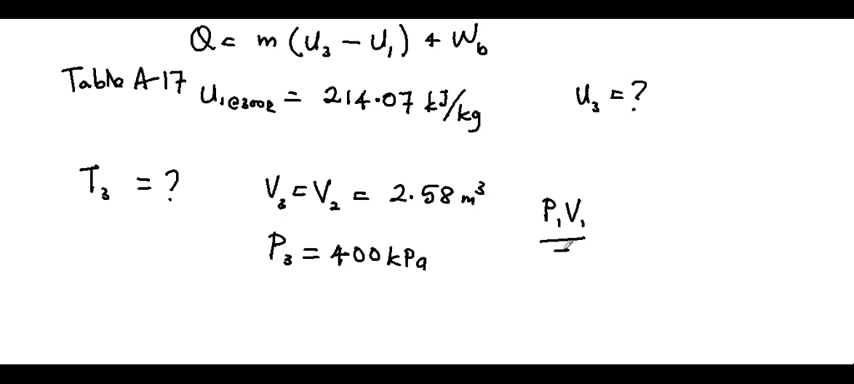 Q = m (U₃ − U₁) + W_b
Table A-17 U₁@300K = 214.07 kJ/kg U₃ = ?
T₃ = ? V₃ = V₂ = 2.58 m³
P₃ = 400 kPa P₁V₁